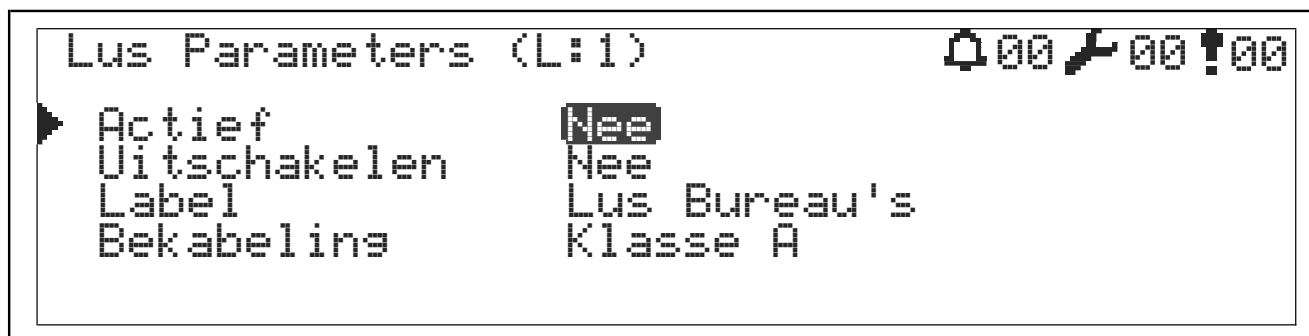 Lus Parameters (L:1) 00 00 00
Actief Nee
Uitschakelen Nee
Label Lus Bureau's
Bekabeling Klasse A